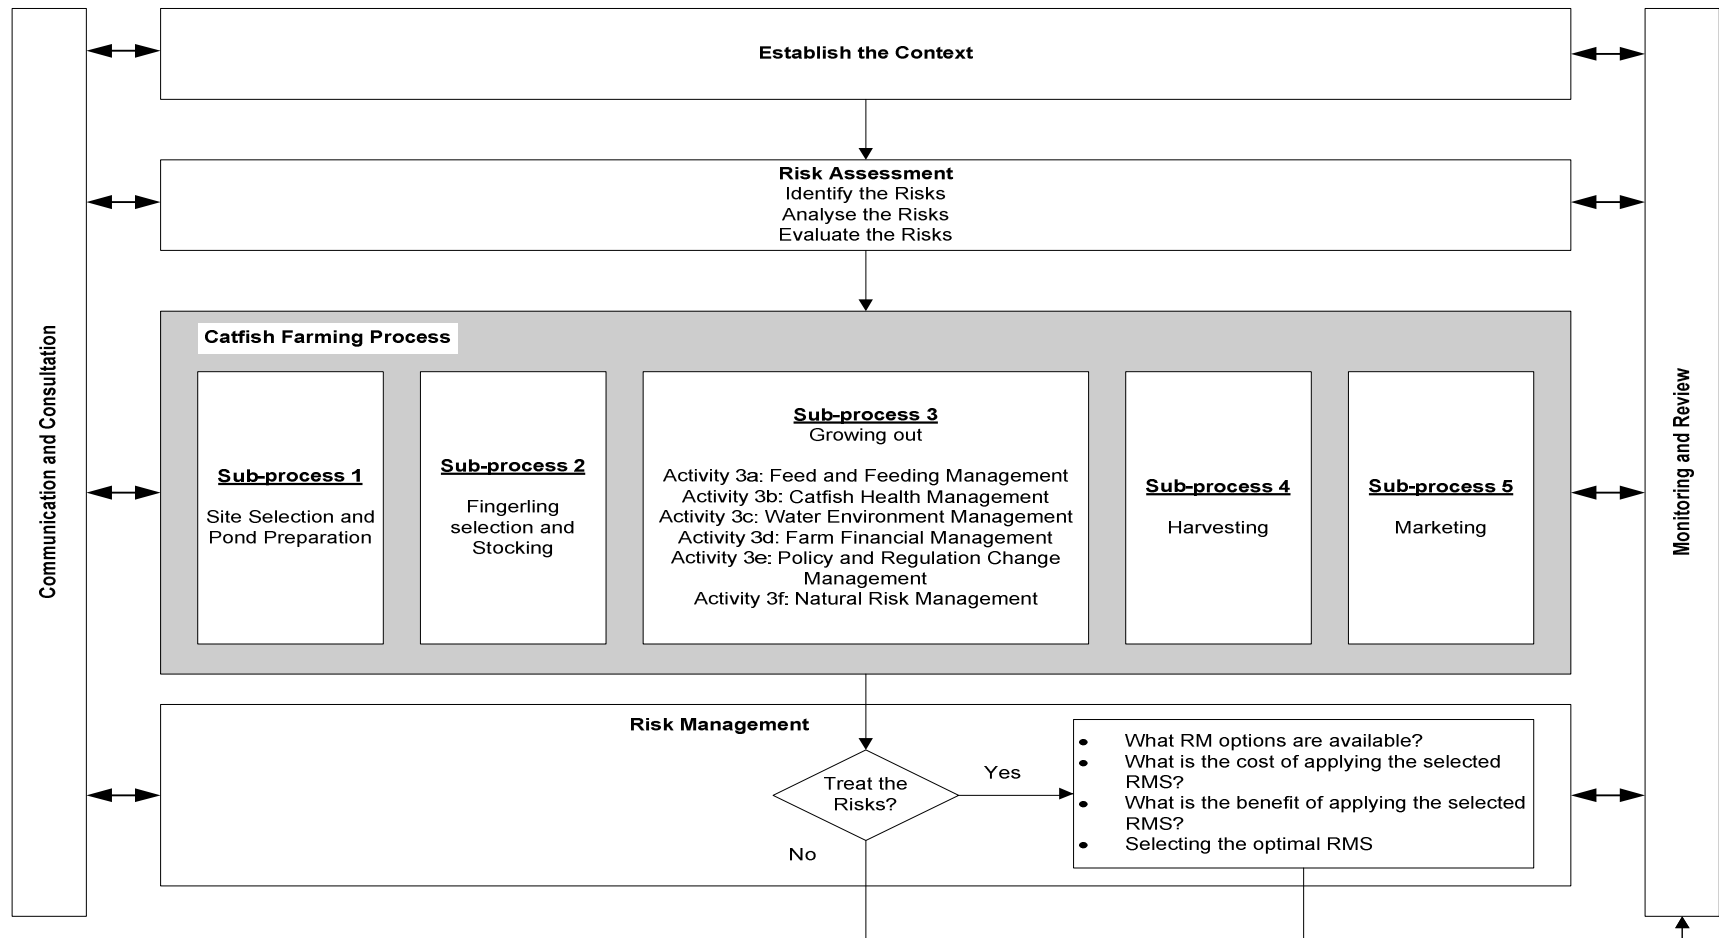 Establish the Context
Risk Assessment
Identify the Risks
Analyse the Risks
Evaluate the Risks
Communication and Consultation
Monitoring and Review
Catfish Farming Process
Sub-process 1
Site Selection and
Pond Preparation
Sub-process 2
Fingerling
selection and
Stocking
Sub-process 3
Growing out
Activity 3a: Feed and Feeding Management
Activity 3b: Catfish Health Management
Activity 3c: Water Environment Management
Activity 3d: Farm Financial Management
Activity 3e: Policy and Regulation Change
Management
Activity 3f: Natural Risk Management
Sub-process 4
Harvesting
Sub-process 5
Marketing
Risk Management
Treat the
Risks?
Yes
No
• What RM options are available?
• What is the cost of applying the selected
RMS?
• What is the benefit of applying the selected
RMS?
• Selecting the optimal RMS